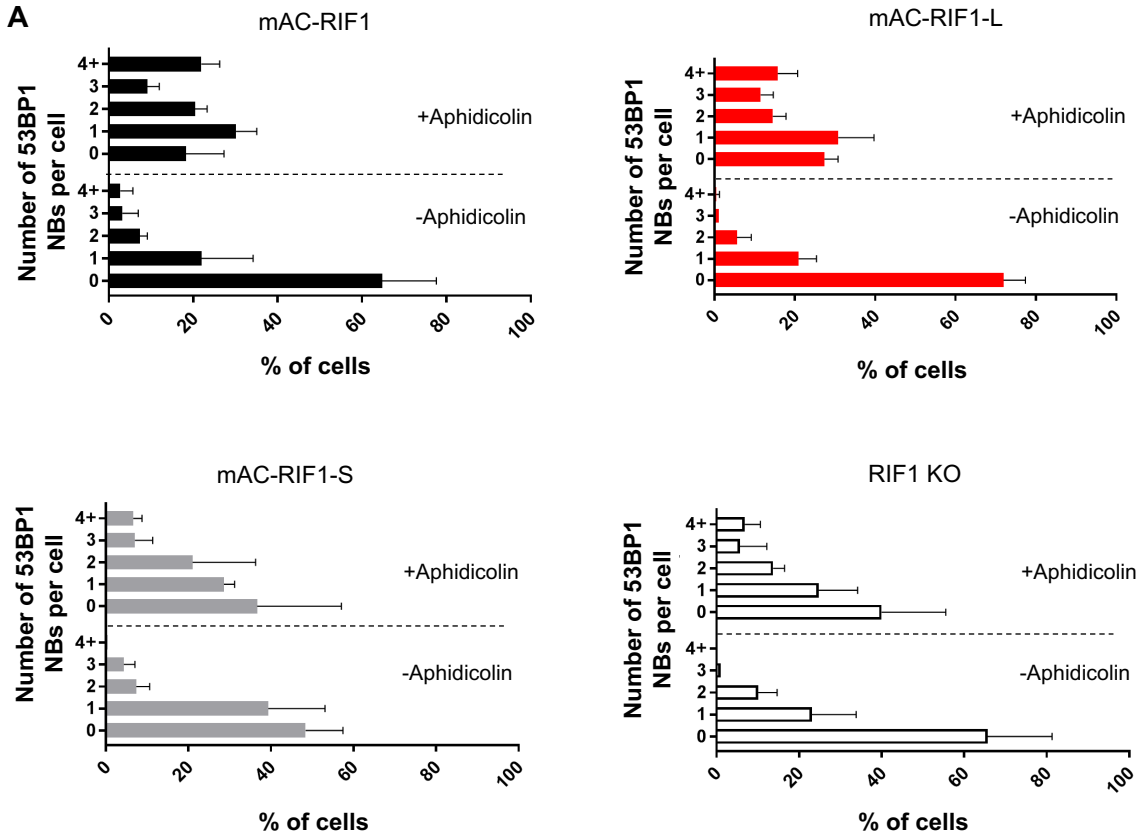 A
mAC-RIF1
Number of 53BP1
NBs per cell
4+
3
2
1
0
+Aphidicolin
4+
3
2
1
0
-Aphidicolin
0
20
40
60
80
100
% of cells
mAC-RIF1-L
Number of 53BP1
NBs per cell
4+
3
2
1
0
+Aphidicolin
4+
3
2
1
0
-Aphidicolin
0
20
40
60
80
100
% of cells
mAC-RIF1-S
Number of 53BP1
NBs per cell
4+
3
2
1
0
+Aphidicolin
4+
3
2
1
0
-Aphidicolin
0
20
40
60
80
100
% of cells
RIF1 KO
Number of 53BP1
NBs per cell
4+
3
2
1
0
+Aphidicolin
4+
3
2
1
0
-Aphidicolin
0
20
40
60
80
100
% of cells